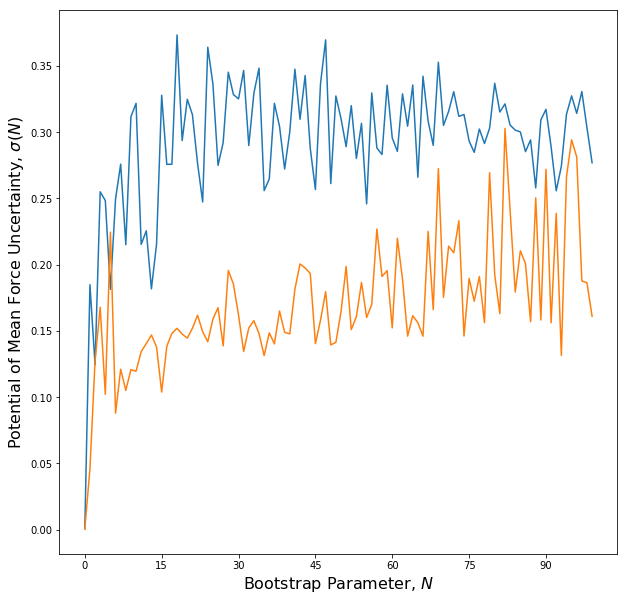 Potential of Mean Force Uncertainty, σ(N)
0.35
0.30
0.25
0.20
0.15
0.10
0.05
0.00
0 15 30 45 60 75 90
Bootstrap Parameter, N